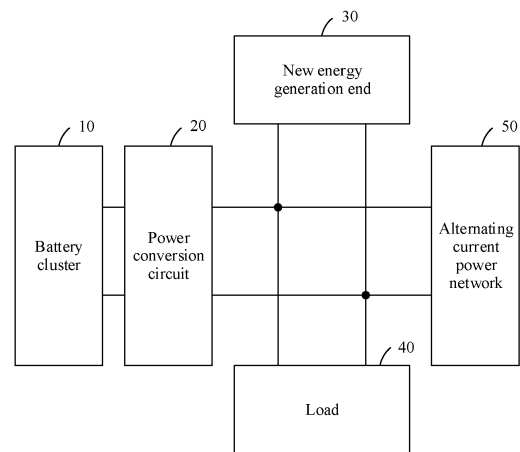 30
New energy
generation end
10
20
50
Battery
cluster
Power
conversion
circuit
Alternating
current
power
network
40
Load